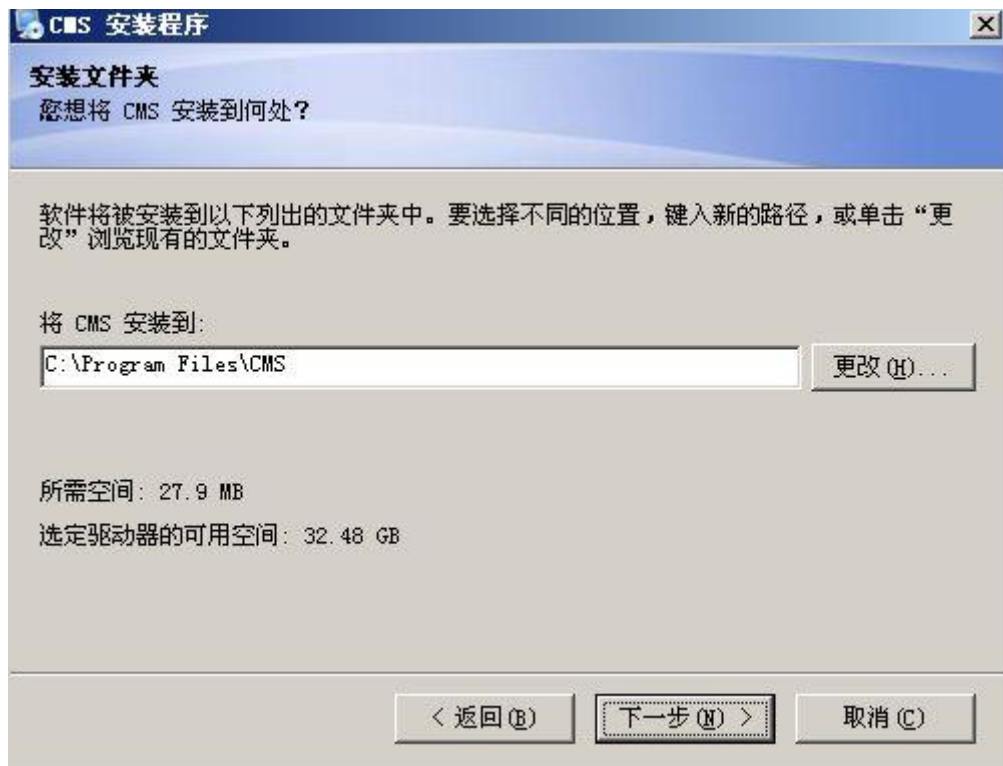 CMS 安装程序
安装文件夹
您想将 CMS 安装到何处?
软件将被安装到以下列出的文件夹中。要选择不同的位置，键入新的路径，或单击“更
改”浏览现有的文件夹。
将 CMS 安装到:
C:\Program Files\CMS
更改(H)...
所需空间: 27.9 MB
选定驱动器的可用空间: 32.48 GB
< 返回(B)
下一步(N) >
取消(C)